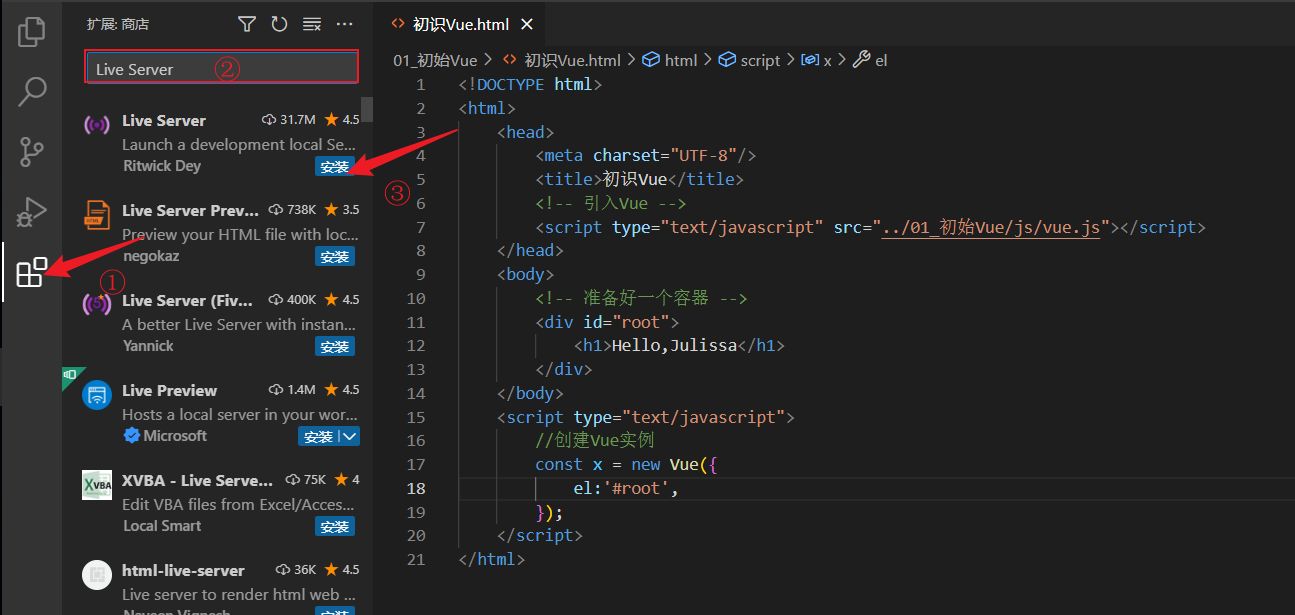 扩展: 商店
Live Server ②
Live Server 31.7M 4.5
Launch a development local Se...
Ritwick Dey 安装
③
Live Server Prev... 738K 3.5
Preview your HTML file with loc...
negokaz 安装
①
Live Server (Fiv... 400K 4.5
A better Live Server with instan...
Yannick 安装
Live Preview 1.4M 4.5
Hosts a local server in your wor...
Microsoft 安装
XVBA - Live Serve... 75K 4
Edit VBA files from Excel/Acces...
Local Smart 安装
html-live-server 36K 4.5
Live server to render html web ...
Naveen Vignesh 安装
初识Vue.html
01_初始Vue > 初识Vue.html > html > script > x > el
1 <!DOCTYPE html>
2 <html>
3 <head>
4 <meta charset="UTF-8"/>
5 <title>初识Vue</title>
6 <!-- 引入Vue -->
7 <script type="text/javascript" src="../01_初始Vue/js/vue.js"></script>
8 </head>
9 <body>
10 <!-- 准备好一个容器 -->
11 <div id="root">
12 <h1>Hello,Julissa</h1>
13 </div>
14 </body>
15 <script type="text/javascript">
16 //创建Vue实例
17 const x = new Vue({
18 el:'#root',
19 });
20 </script>
21 </html>